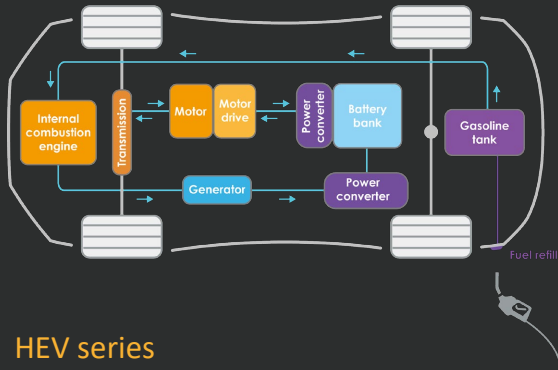 Internal
combustion
engine
Transmission
Motor
Motor
drive
Power
converter
Battery
bank
Gasoline
tank
Generator
Power
converter
Fuel refill
HEV series